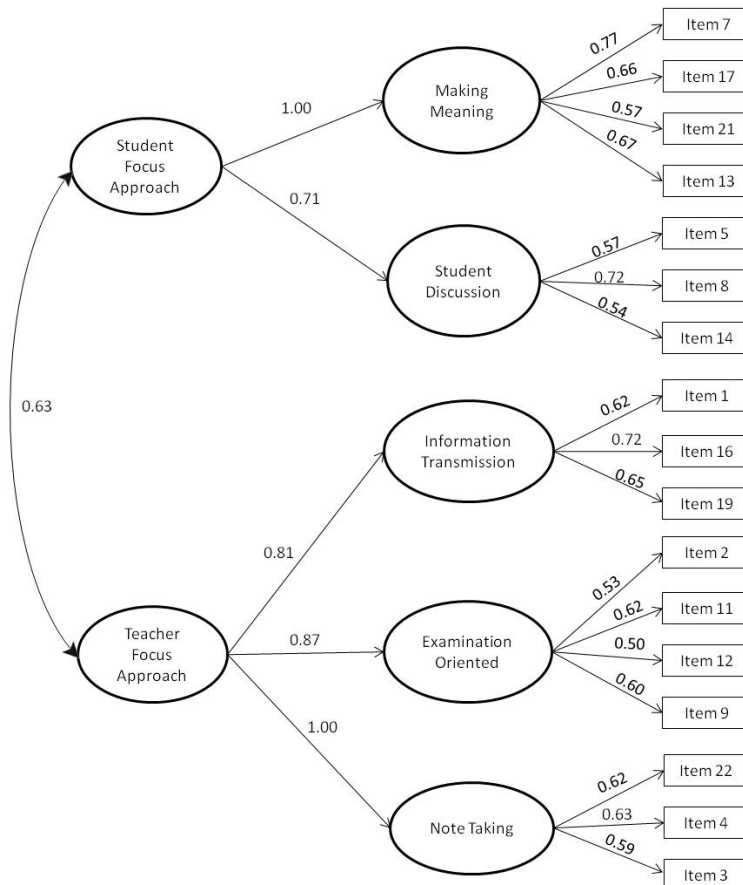 Student
Focus
Approach
Teacher
Focus
Approach
0.63
1.00
0.71
0.81
0.87
1.00
Making
Meaning
Student
Discussion
Information
Transmission
Examination
Oriented
Note Taking
0.77
0.66
0.57
0.67
0.57
0.72
0.54
0.62
0.72
0.65
0.53
0.62
0.50
0.60
0.62
0.63
0.59
Item 7
Item 17
Item 21
Item 13
Item 5
Item 8
Item 14
Item 1
Item 16
Item 19
Item 2
Item 11
Item 12
Item 9
Item 22
Item 4
Item 3